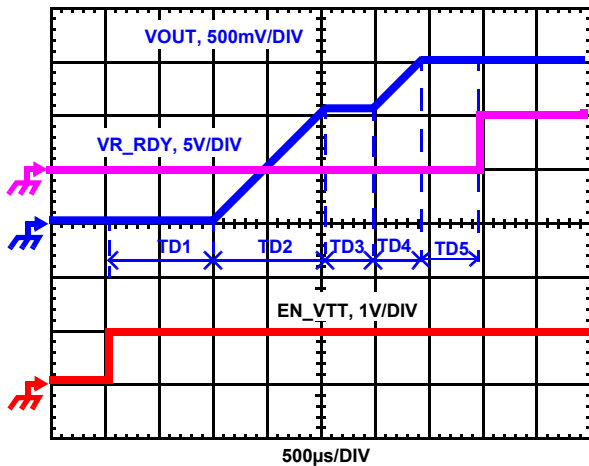 VOUT, 500mV/DIV
VR_RDY, 5V/DIV
TD1 TD2 TD3 TD4 TD5
EN_VTT, 1V/DIV
500µs/DIV